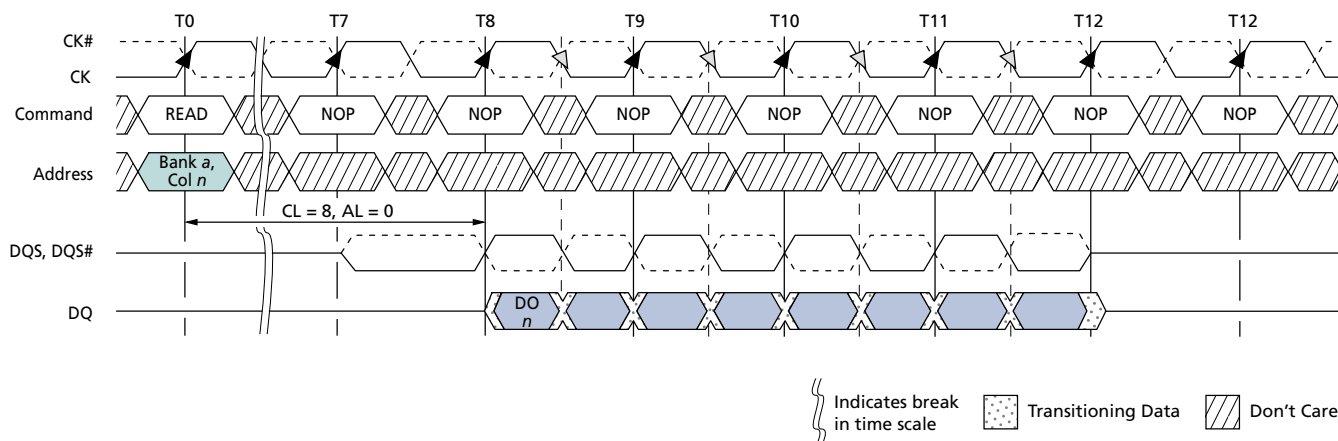 T0 T7 T8 T9 T10 T11 T12 T12
CK#
CK
Command READ NOP NOP NOP NOP NOP NOP NOP
Address Bank a,
Col n
CL = 8, AL = 0
DQS, DQS#
DQ DO
n
Indicates break
in time scale
Transitioning Data
Don't Care